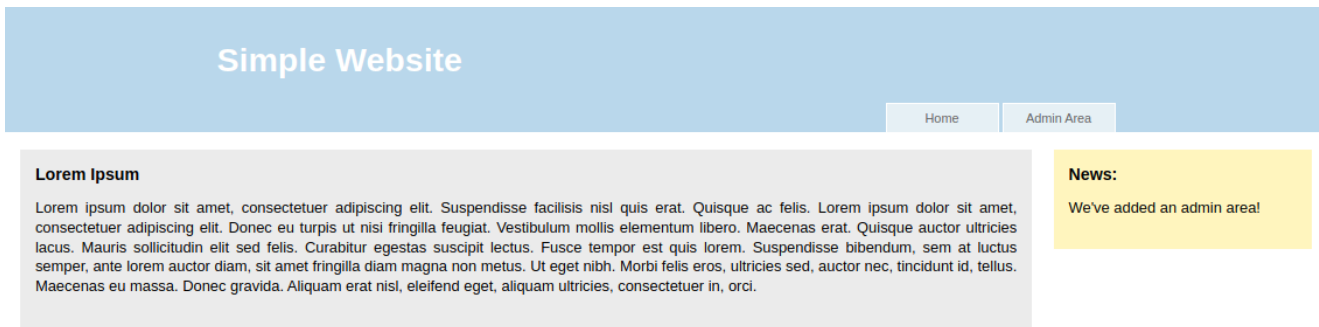 Simple Website
Home
Admin Area
Lorem Ipsum
Lorem ipsum dolor sit amet, consectetuer adipiscing elit. Suspendisse facilisis nisl quis erat. Quisque ac felis. Lorem ipsum dolor sit amet,
consectetuer adipiscing elit. Donec eu turpis ut nisi fringilla feugiat. Vestibulum mollis elementum libero. Maecenas erat. Quisque auctor ultricies
lacus. Mauris sollicitudin elit sed felis. Curabitur egestas suscipit lectus. Fusce tempor est quis lorem. Suspendisse bibendum, sem at luctus
semper, ante lorem auctor diam, sit amet fringilla diam magna non metus. Ut eget nibh. Morbi felis eros, ultricies sed, auctor nec, tincidunt id, tellus.
Maecenas eu massa. Donec gravida. Aliquam erat nisl, eleifend eget, aliquam ultricies, consectetuer in, orci.
News:
We've added an admin area!